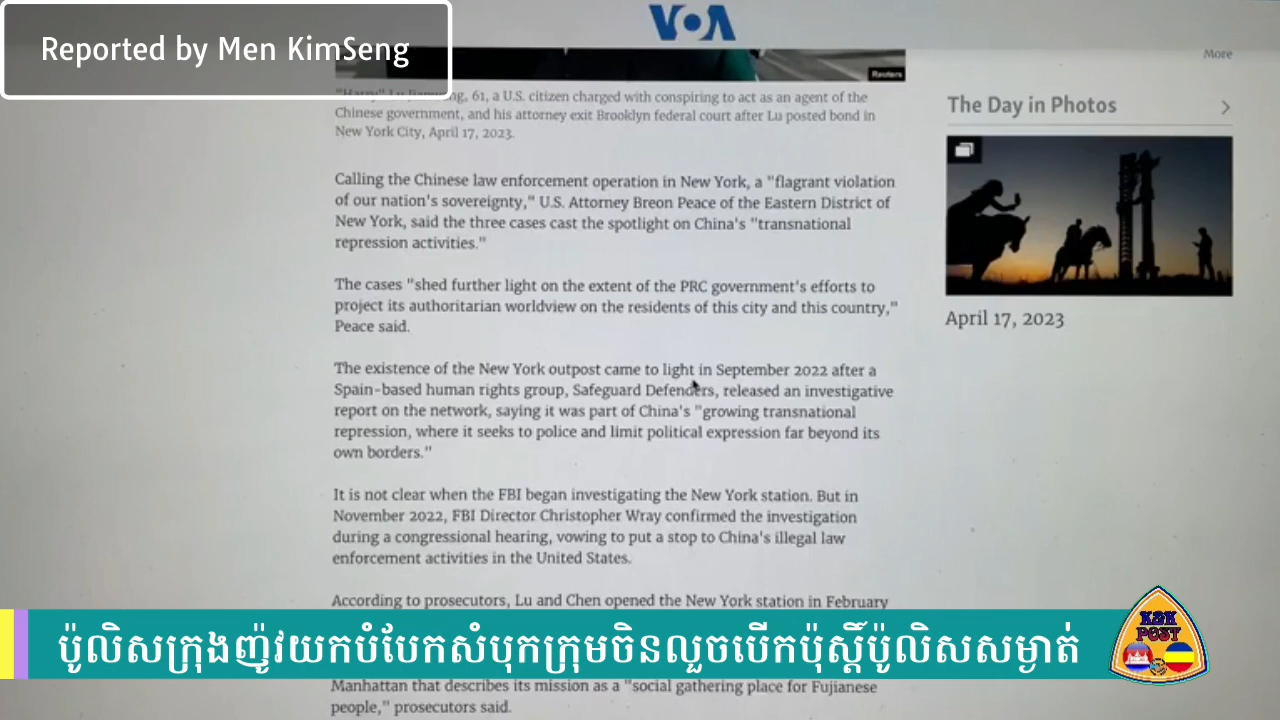 Reported by Men KimSeng
VOA
More
Reuters
Lu Jianwang, 61, a U.S. citizen charged with conspiring to act as an agent of the
Chinese government, and his attorney exit Brooklyn federal court after Lu posted bond in
New York City, April 17, 2023.
The Day in Photos
April 17, 2023
Calling the Chinese law enforcement operation in New York, a "flagrant violation
of our nation's sovereignty," U.S. Attorney Breon Peace of the Eastern District of
New York, said the three cases cast the spotlight on China's "transnational
repression activities."
The cases "shed further light on the extent of the PRC government's efforts to
project its authoritarian worldview on the residents of this city and this country,"
Peace said.
The existence of the New York outpost came to light in September 2022 after a
Spain-based human rights group, Safeguard Defenders, released an investigative
report on the network, saying it was part of China's "growing transnational
repression, where it seeks to police and limit political expression far beyond its
own borders."
It is not clear when the FBI began investigating the New York station. But in
November 2022, FBI Director Christopher Wray confirmed the investigation
during a congressional hearing, vowing to put a stop to China's illegal law
enforcement activities in the United States.
According to prosecutors, Lu and Chen opened the New York station in February
ប៉ូលិសក្រុងញ៉ូវយកបំបែកសំបុកក្រុមចិនលួចបើកប៉ុស្តិ៍ប៉ូលិសសម្ងាត់
K2K
POST
Manhattan that describes its mission as a "social gathering place for Fujianese
people," prosecutors said.